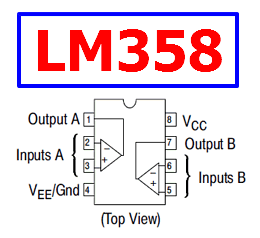 LM358
Output A 1 8 VCC
2 7 Output B
Inputs A - + 6
3 + - Inputs B
VEE/Gnd 4 5
(Top View)